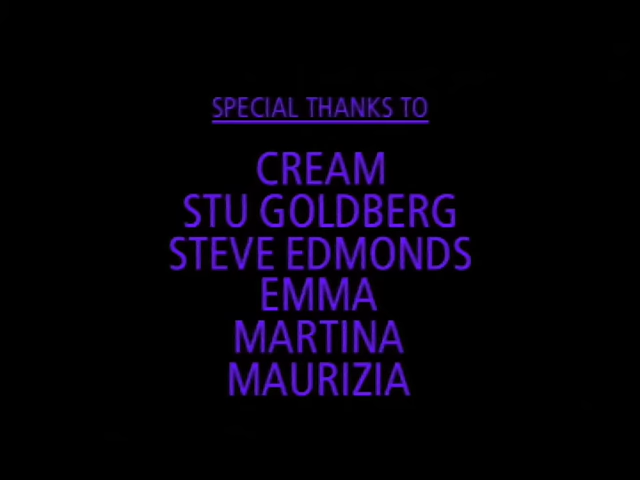 SPECIAL THANKS TO
CREAM
STU GOLDBERG
STEVE EDMONDS
EMMA
MARTINA
MAURIZIA